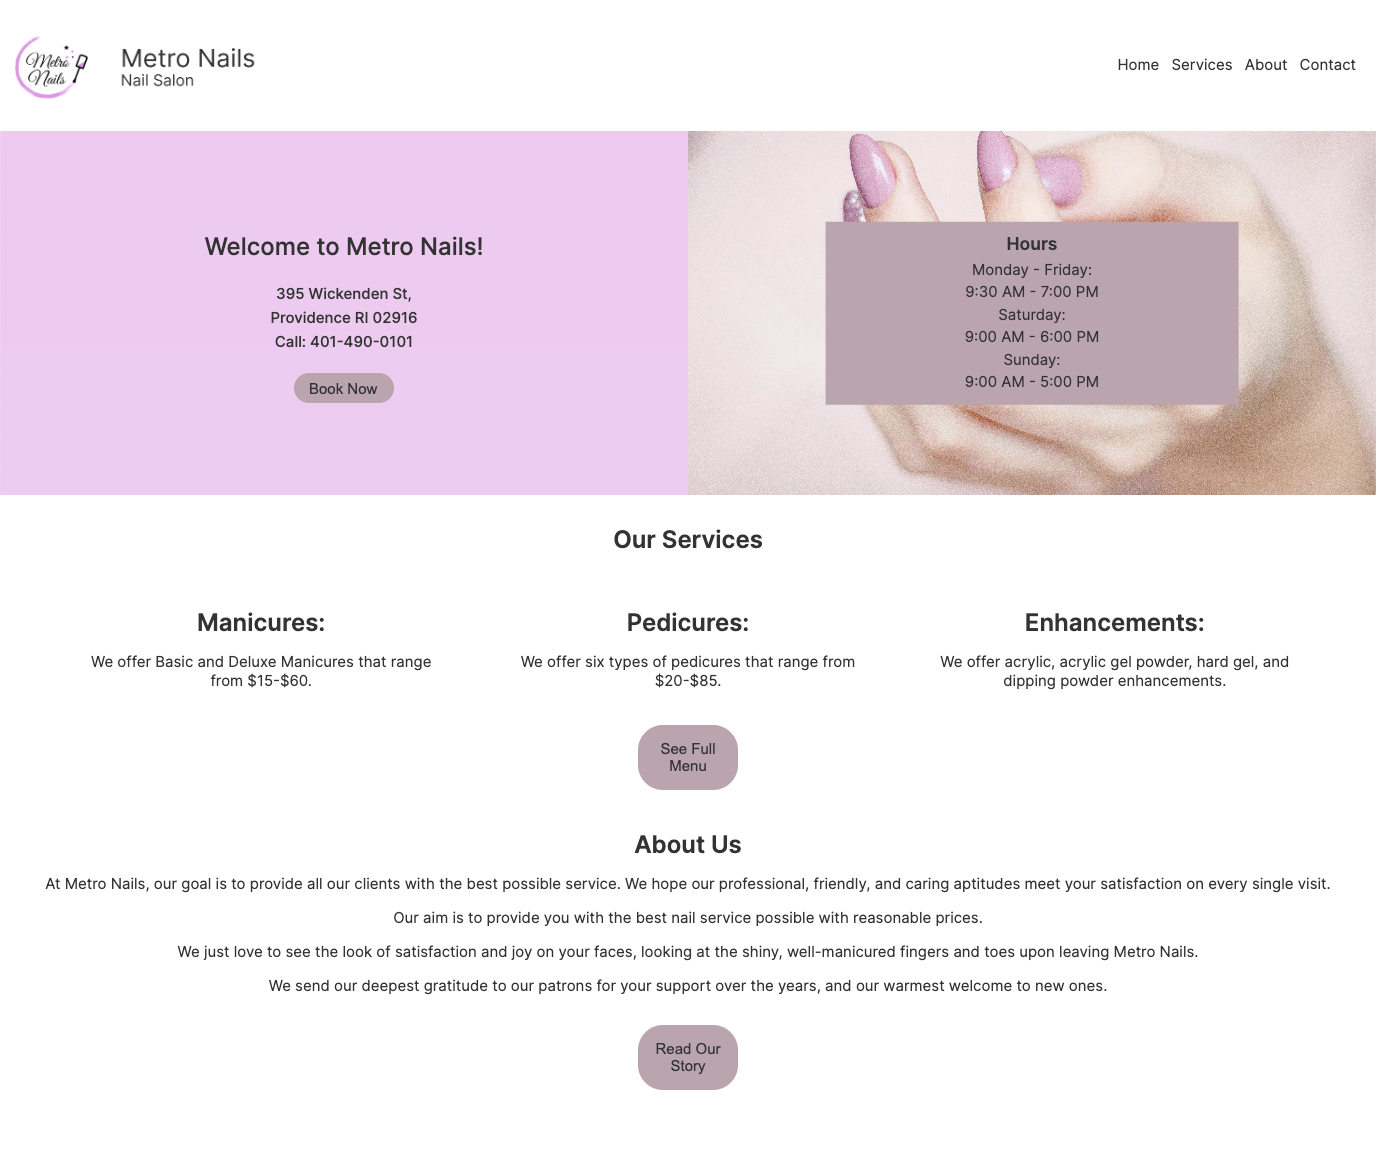 Metro
Nails
Metro Nails
Nail Salon
Home Services About Contact
Welcome to Metro Nails!
395 Wickenden St,
Providence RI 02916
Call: 401-490-0101
Book Now
Hours
Monday - Friday:
9:30 AM - 7:00 PM
Saturday:
9:00 AM - 6:00 PM
Sunday:
9:00 AM - 5:00 PM
Our Services
Manicures:
We offer Basic and Deluxe Manicures that range
from $15-$60.
Pedicures:
We offer six types of pedicures that range from
$20-$85.
Enhancements:
We offer acrylic, acrylic gel powder, hard gel, and
dipping powder enhancements.
See Full
Menu
About Us
At Metro Nails, our goal is to provide all our clients with the best possible service. We hope our professional, friendly, and caring aptitudes meet your satisfaction on every single visit.
Our aim is to provide you with the best nail service possible with reasonable prices.
We just love to see the look of satisfaction and joy on your faces, looking at the shiny, well-manicured fingers and toes upon leaving Metro Nails.
We send our deepest gratitude to our patrons for your support over the years, and our warmest welcome to new ones.
Read Our
Story